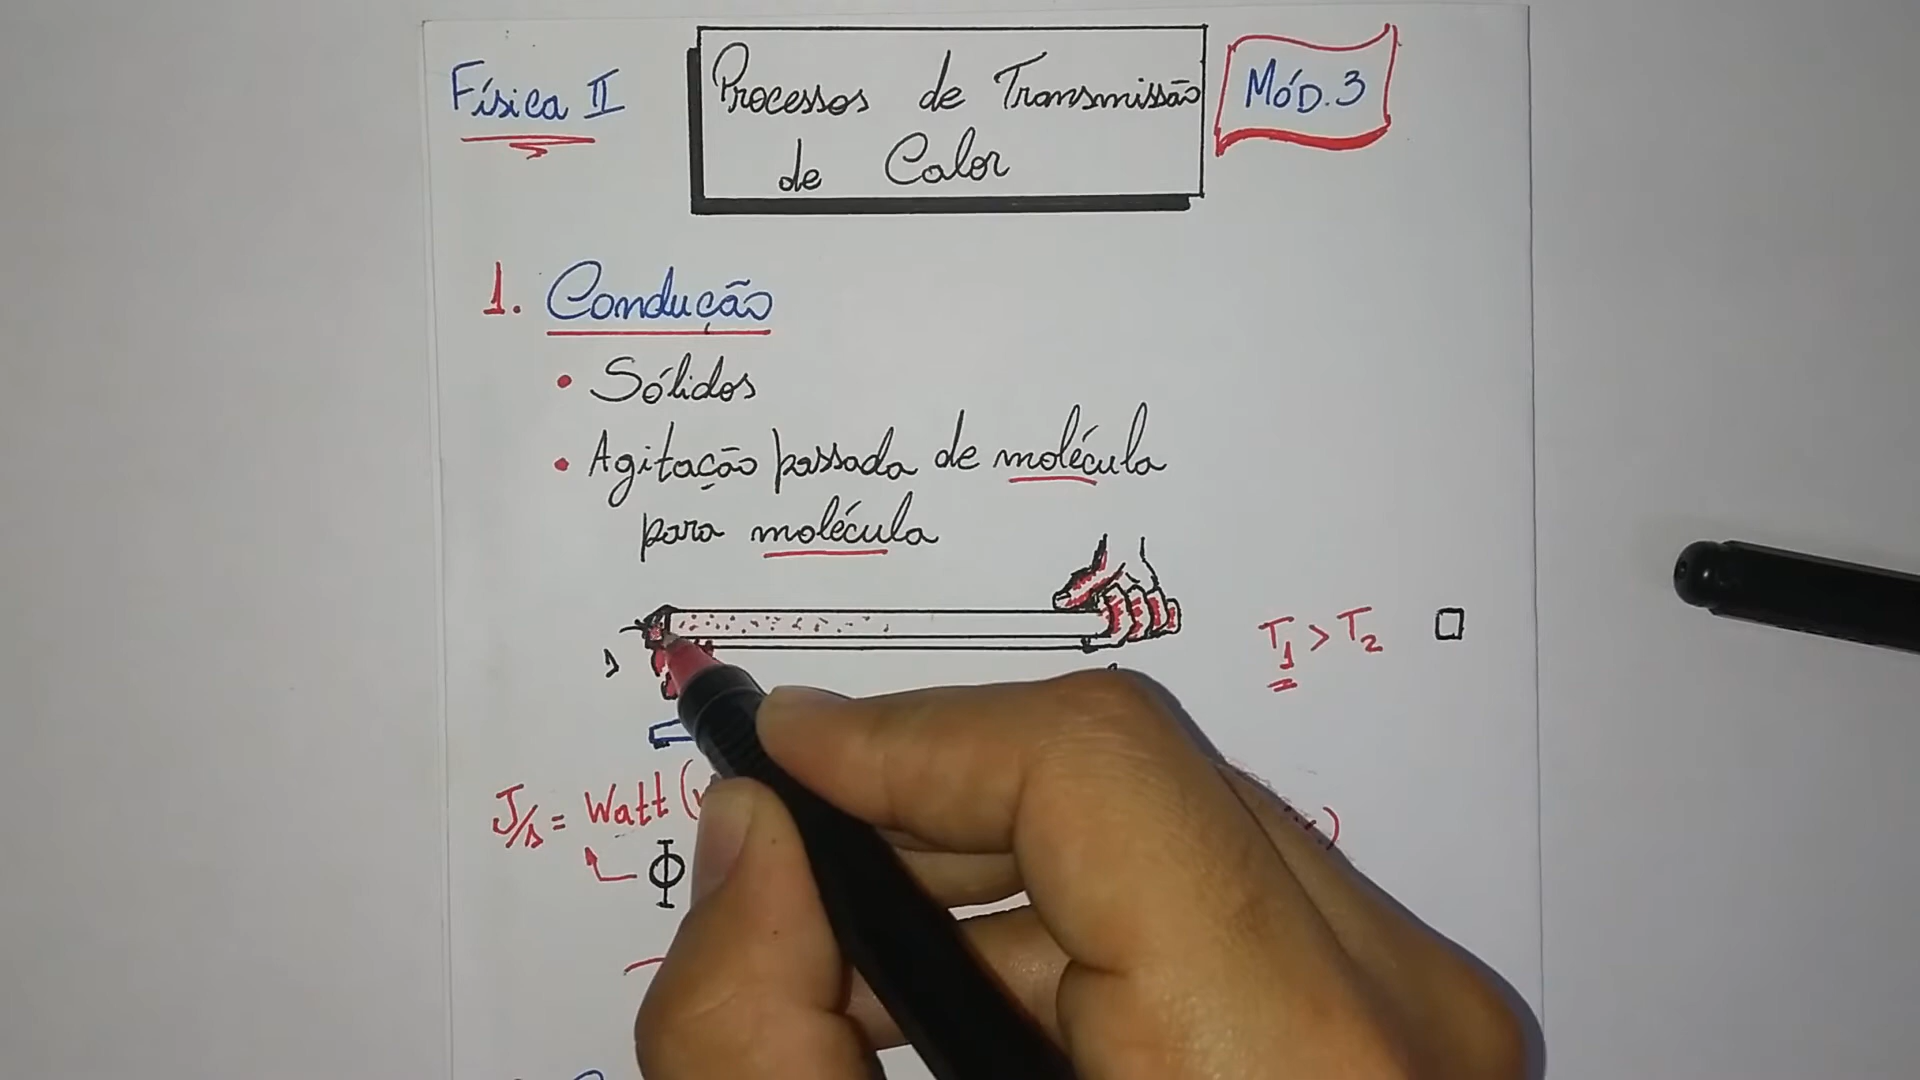 Física II
Processos de Transmissão
de Calor
MÓD. 3
1. Condução
• Sólidos
• Agitação passada de molécula
para molécula
1
T1 > T2
J/s = Watt (
Φ